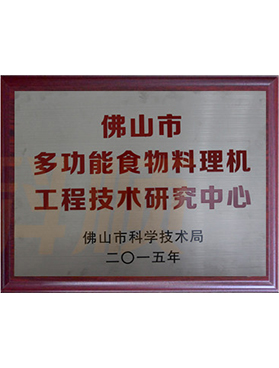 佛山市
多功能食物料理机
工程技术研究中心
佛山市科学技术局
二〇一五年